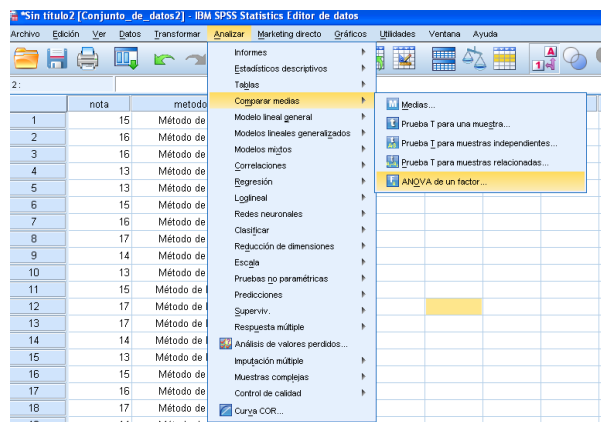 *Sin título2 [Conjunto_de_datos2] - IBM SPSS Statistics Editor de datos
Archivo Edición Ver Datos Transformar Analizar Marketing directo Gráficos Utilidades Ventana Ayuda
2:
nota metodo
1 15 Método de
2 16 Método de
3 16 Método de
4 13 Método de
5 13 Método de
6 15 Método de
7 16 Método de
8 17 Método de
9 14 Método de
10 13 Método de
11 15 Método de l
12 17 Método de l
13 17 Método de l
14 14 Método de l
15 13 Método de l
16 15 Método de l
17 16 Método de l
18 17 Método de l
Informes
Estadísticos descriptivos
Tablas
Comparar medias
Modelo lineal general
Modelos lineales generalizados
Modelos mixtos
Correlaciones
Regresión
Loglineal
Redes neuronales
Clasificar
Reducción de dimensiones
Escala
Pruebas no paramétricas
Predicciones
Superviv.
Respuesta múltiple
Análisis de valores perdidos...
Imputación múltiple
Muestras complejas
Control de calidad
Curva COR...
Medias...
Prueba T para una muestra...
Prueba T para muestras independientes...
Prueba T para muestras relacionadas...
ANOVA de un factor...